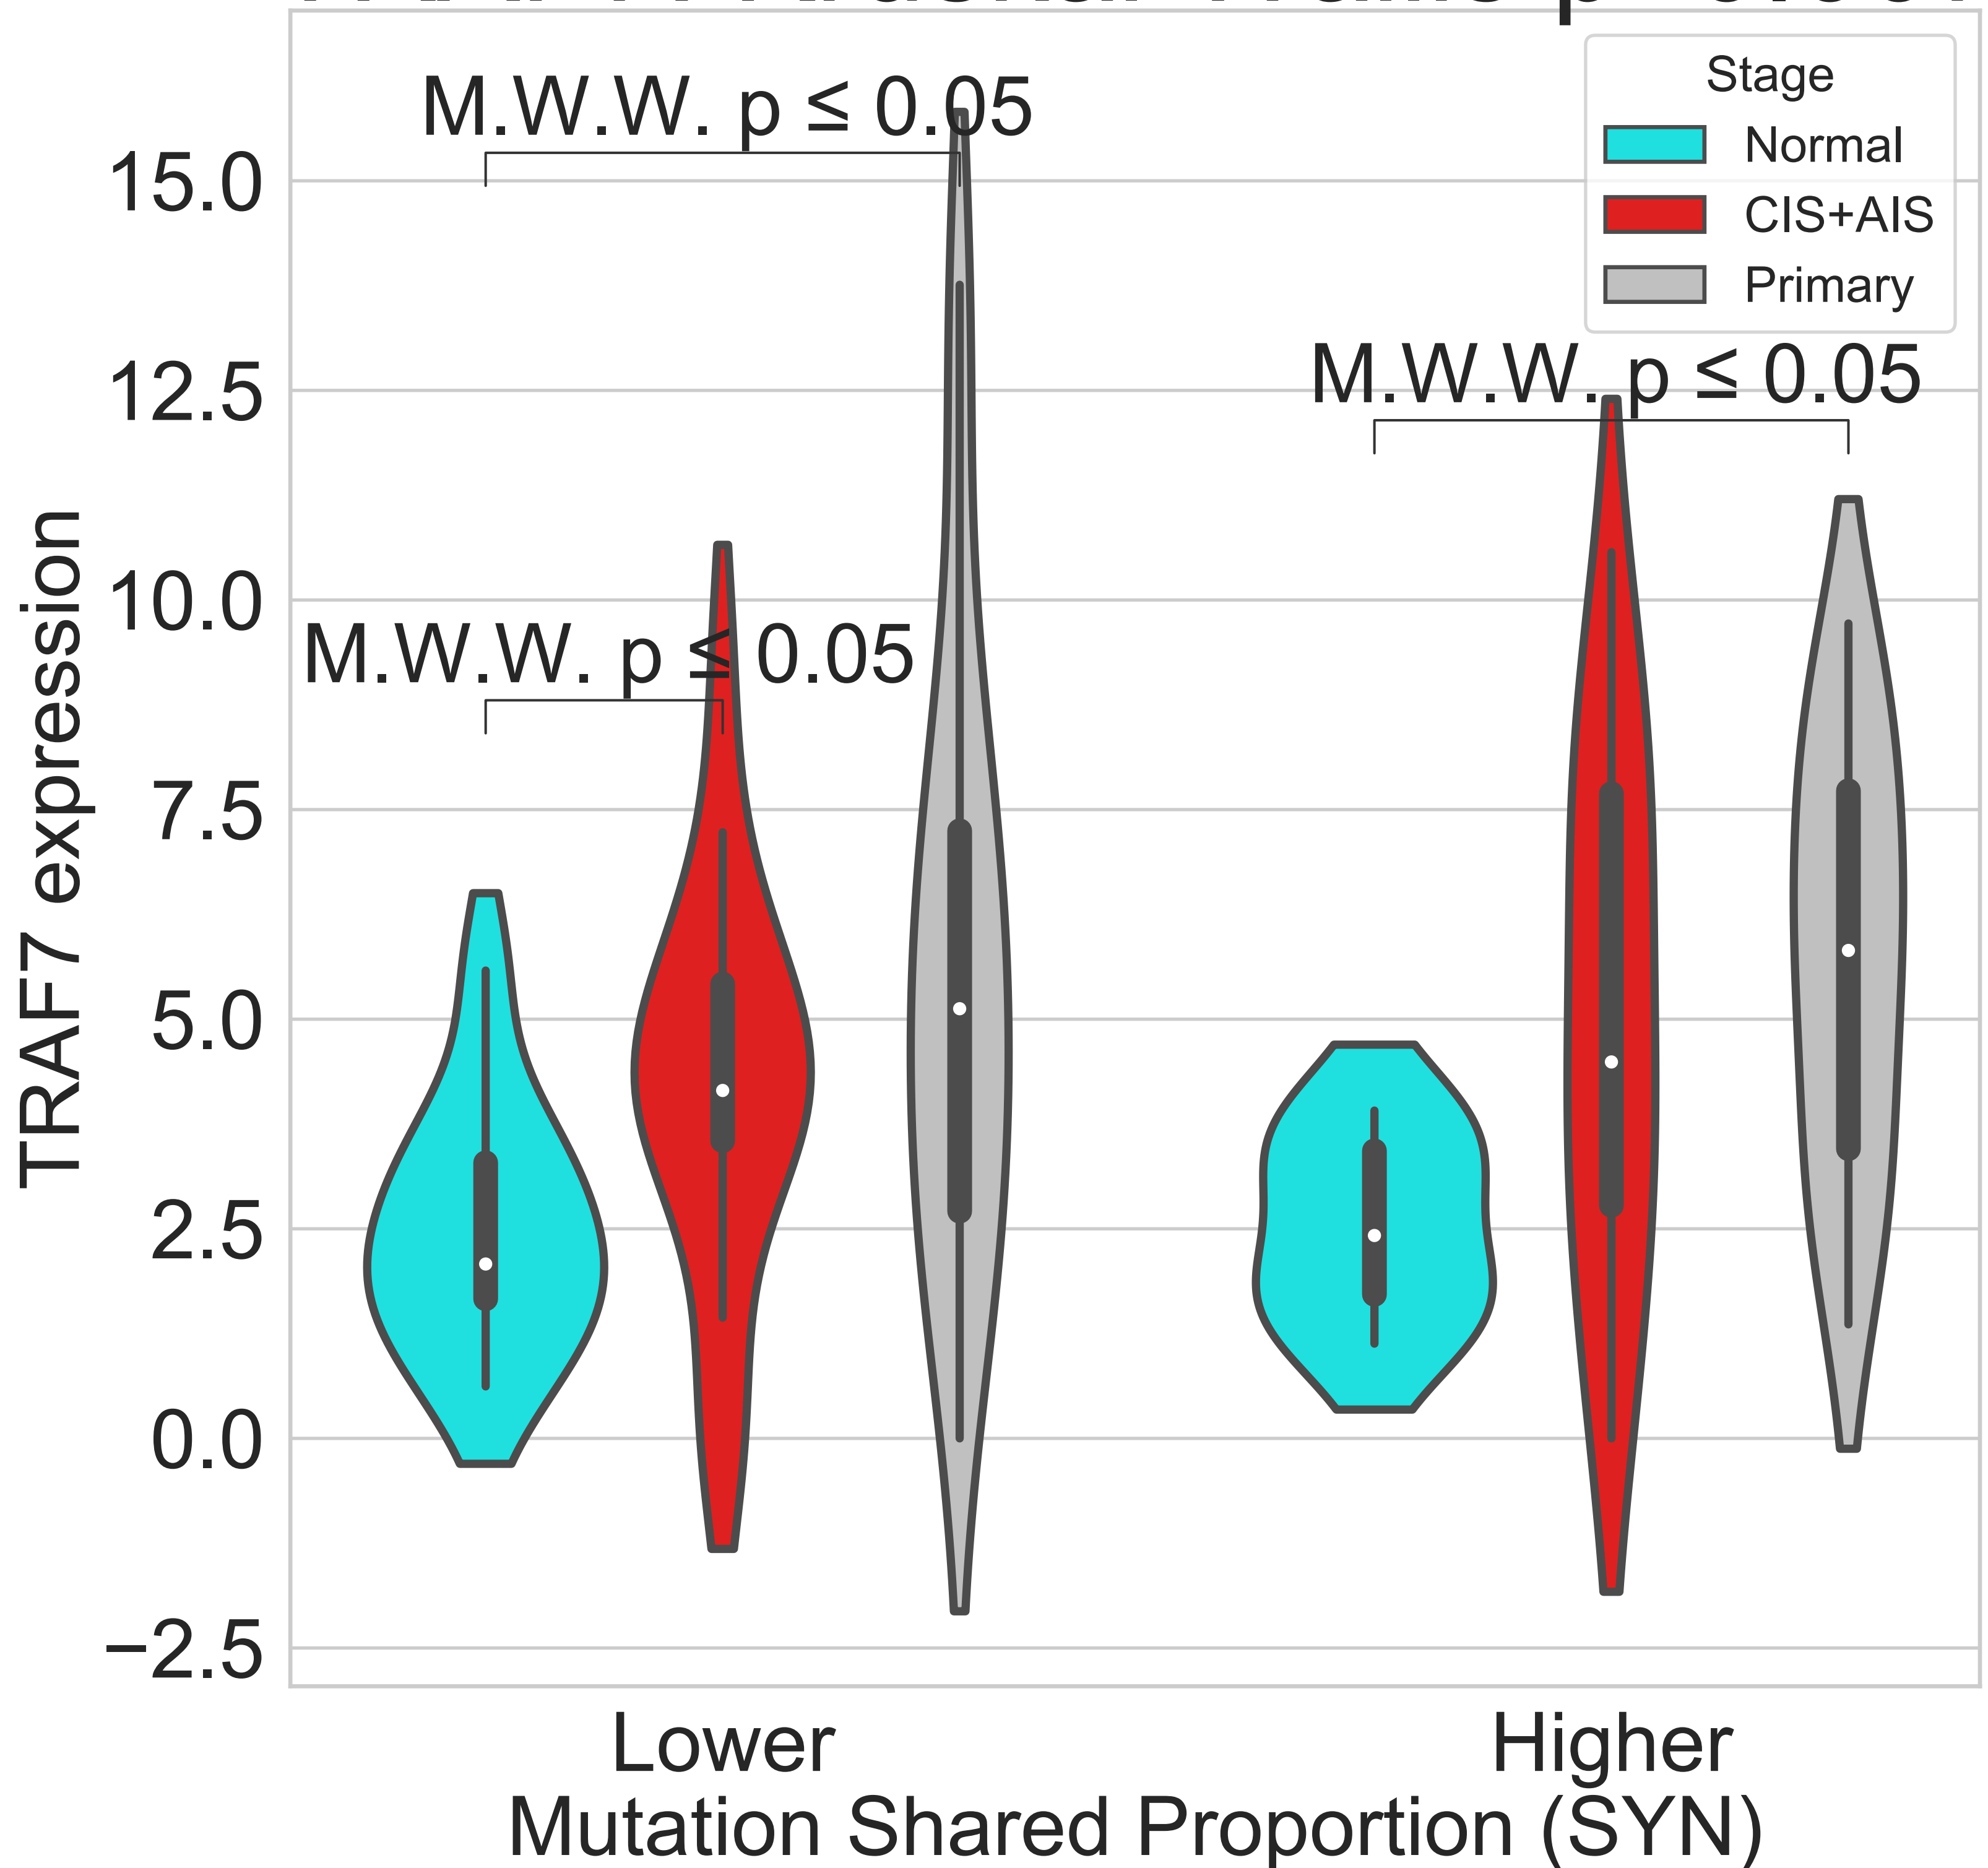 M.W.W. p ≤ 0.05
Stage
Normal
CIS+AIS
Primary
M.W.W. p ≤ 0.05
M.W.W. p ≤ 0.05
TRAF7 expression
15.0
12.5
10.0
7.5
5.0
2.5
0.0
−2.5
Lower
Higher
Mutation Shared Proportion (SYN)